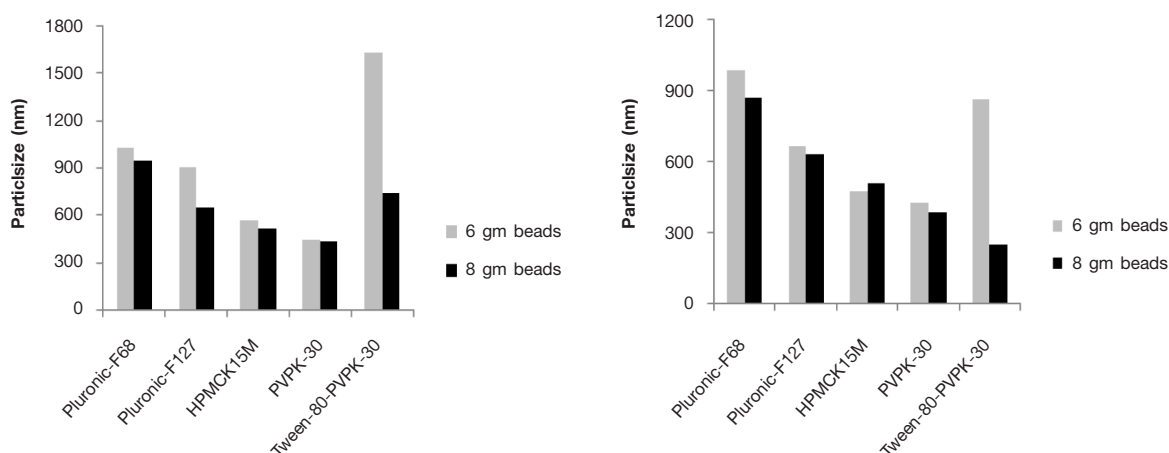 1800
1500
1200
900
600
300
0
Particlsize (nm)
Pluronic-F68
Pluronic-F127
HPMCK15M
PVPK-30
Tween-80-PVPK-30
6 gm beads
8 gm beads
1200
900
600
300
0
Particlsize (nm)
Pluronic-F68
Pluronic-F127
HPMCK15M
PVPK-30
Tween-80-PVPK-30
6 gm beads
8 gm beads